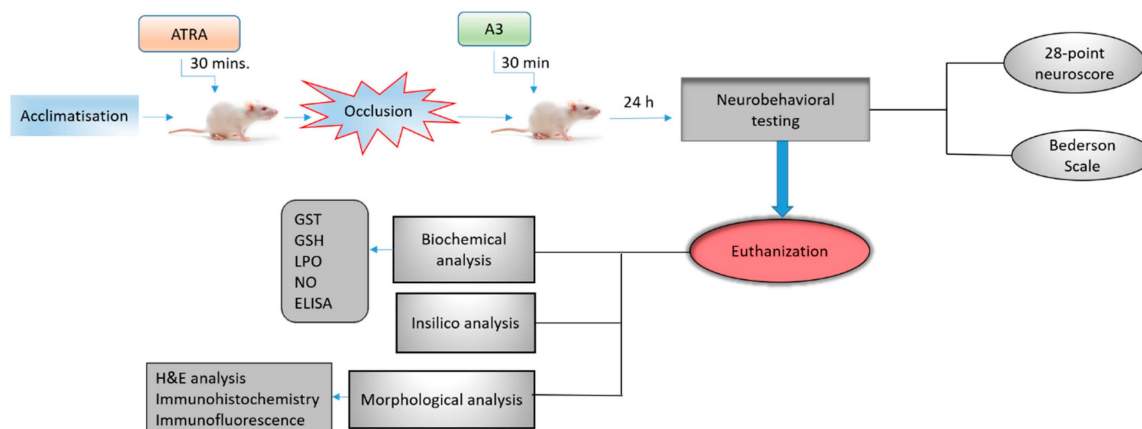 ATRA
30 mins.
A3
30 min
Acclimatisation
Occlusion
24 h
Neurobehavioral
testing
28-point
neuroscore
Bederson
Scale
Euthanization
GST
GSH
LPO
NO
ELISA
Biochemical
analysis
Insilico analysis
H&E analysis
Immunohistochemistry
Immunofluorescence
Morphological analysis